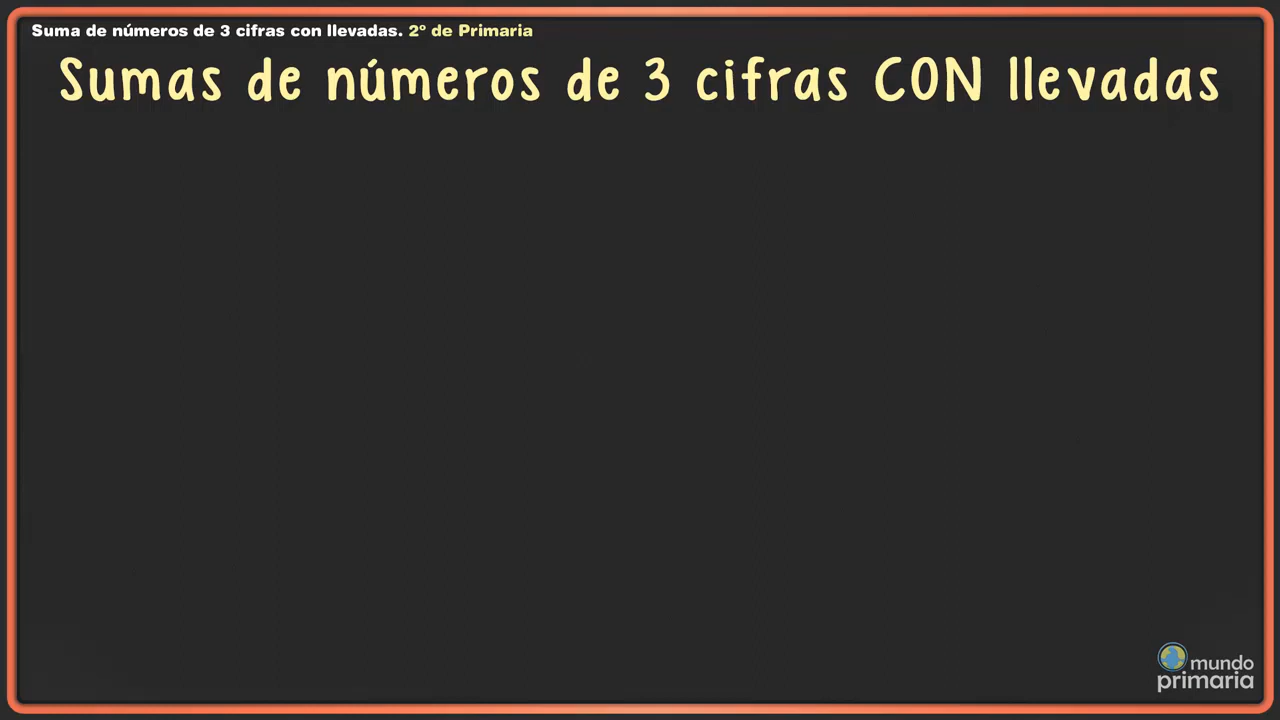 Suma de números de 3 cifras con llevadas. 2º de Primaria
Sumas de números de 3 cifras CON llevadas
mundo
primaria